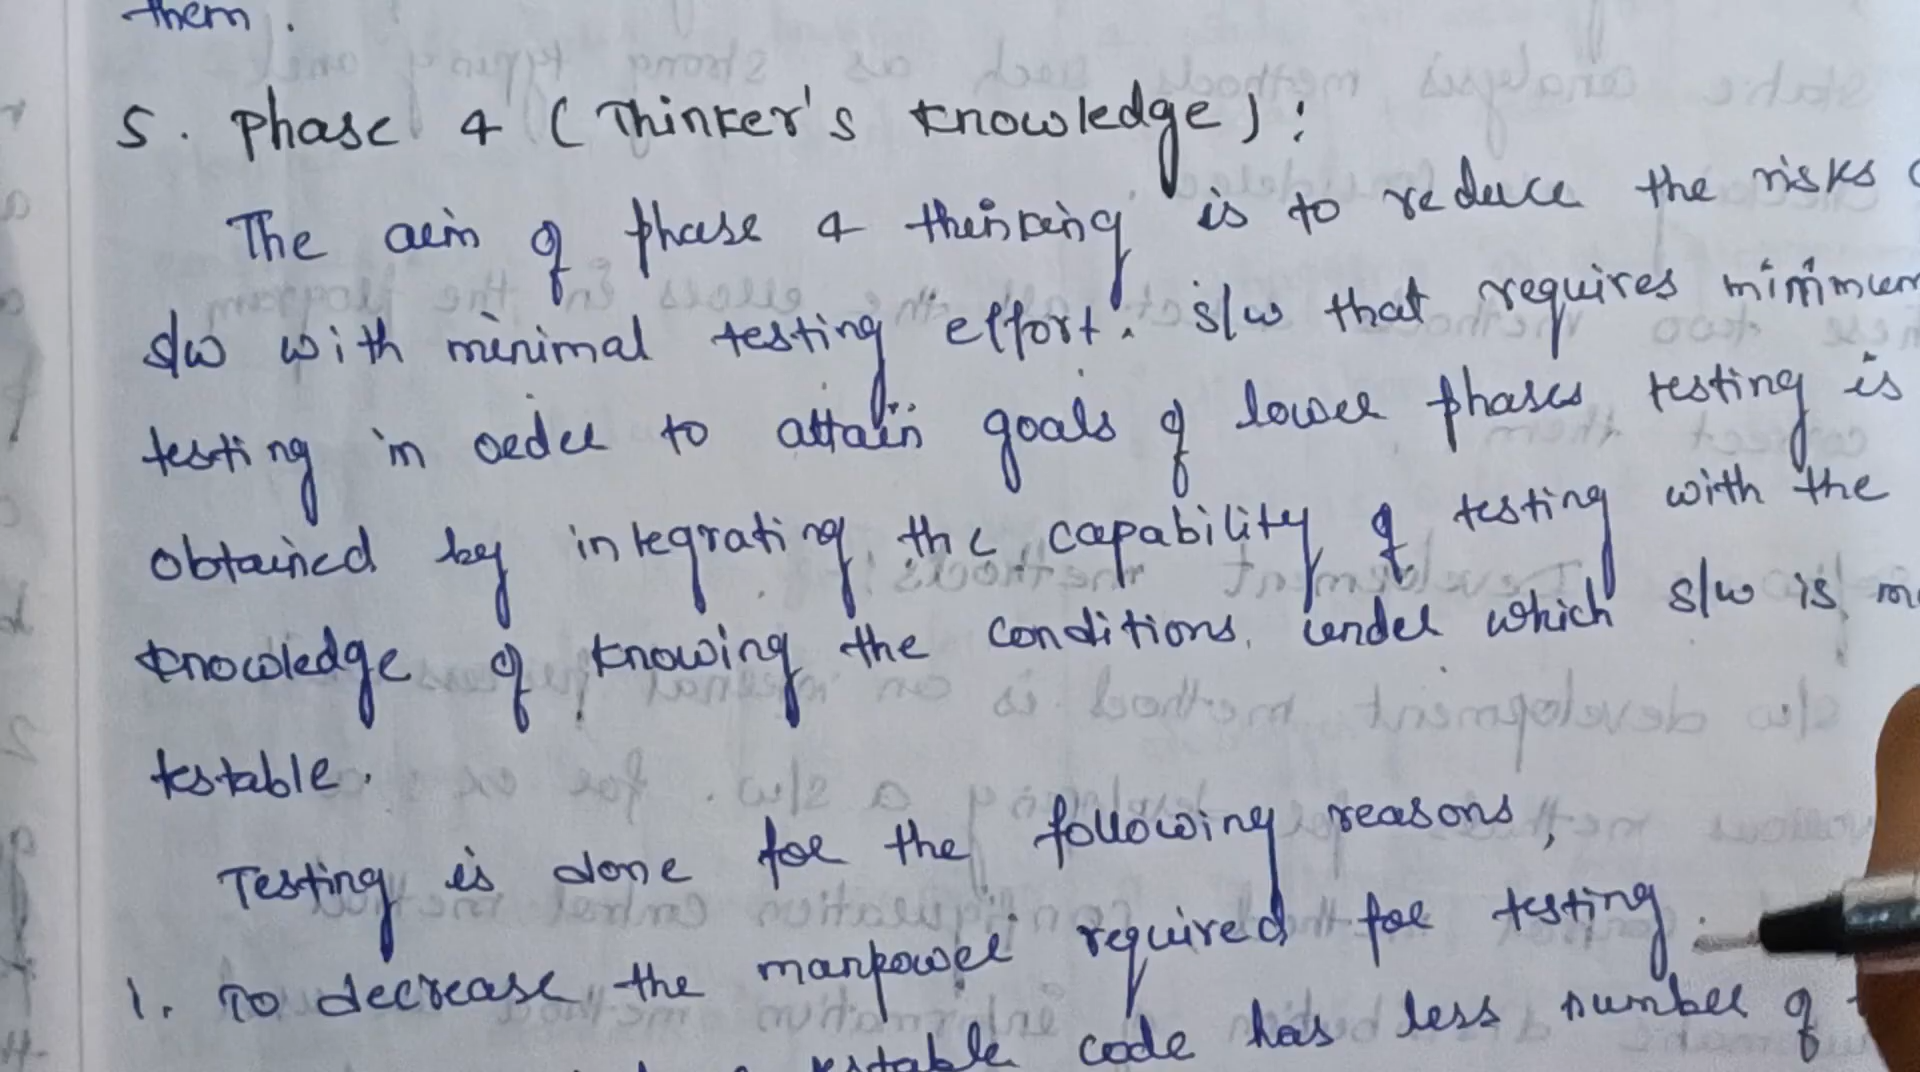 them.
5. Phase 4 (Thinker's knowledge):
The aim of phase 4 thinking is to reduce the risks
s/w with minimal testing effort. s/w that requires minimum
testing in order to attain goals of lower phases testing is
obtained by integrating the capability of testing with the
knowledge of knowing the conditions, under which s/w is
testable.
Testing is done for the following reasons,
1. To decrease the manpower required for testing.
testable code has less number of